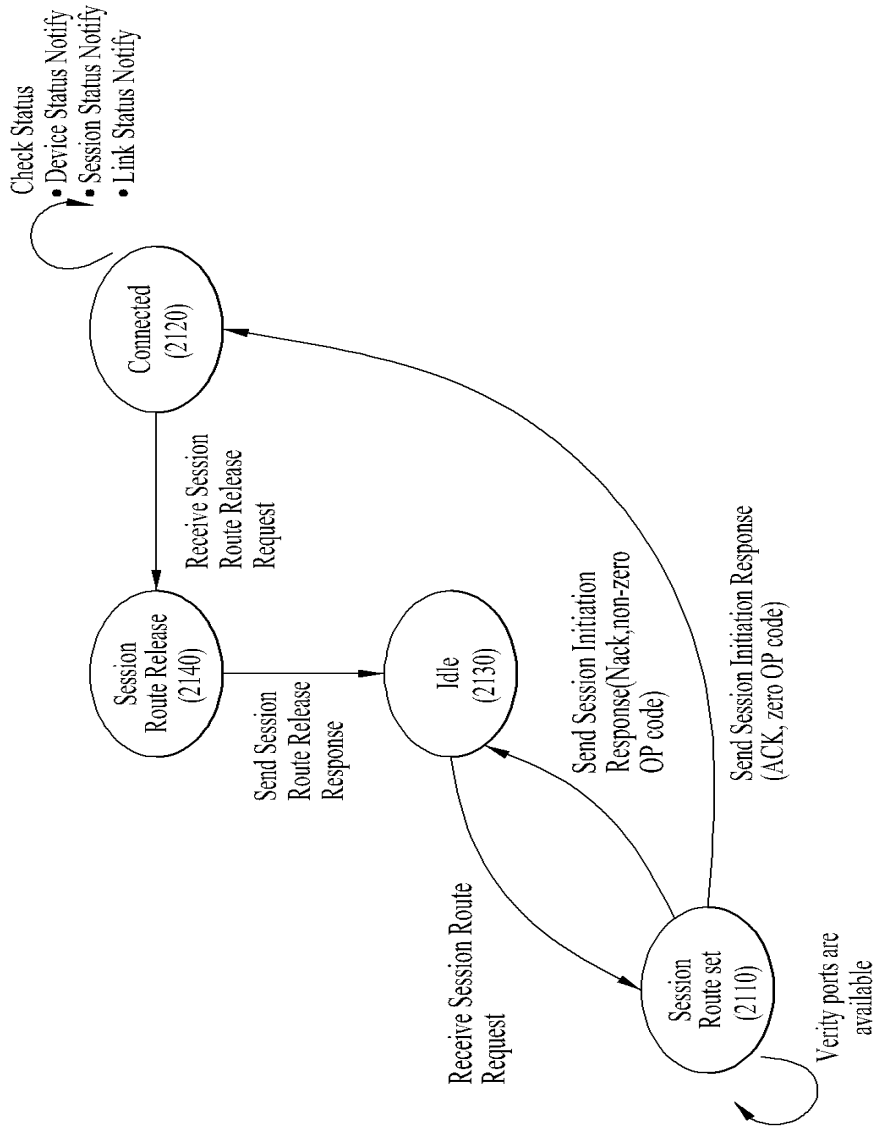 Check Status
• Device Status Notify
• Session Status Notify
• Link Status Notify
Connected
(2120)
Receive Session
Route Release
Request
Session
Route Release
(2140)
Send Session
Route Release
Response
Idle
(2130)
Send Session Initiation
Response(Nack,non-zero
OP code)
Send Session Initiation Response
(ACK, zero OP code)
Receive Session Route
Request
Session
Route set
(2110)
Verity ports are
available